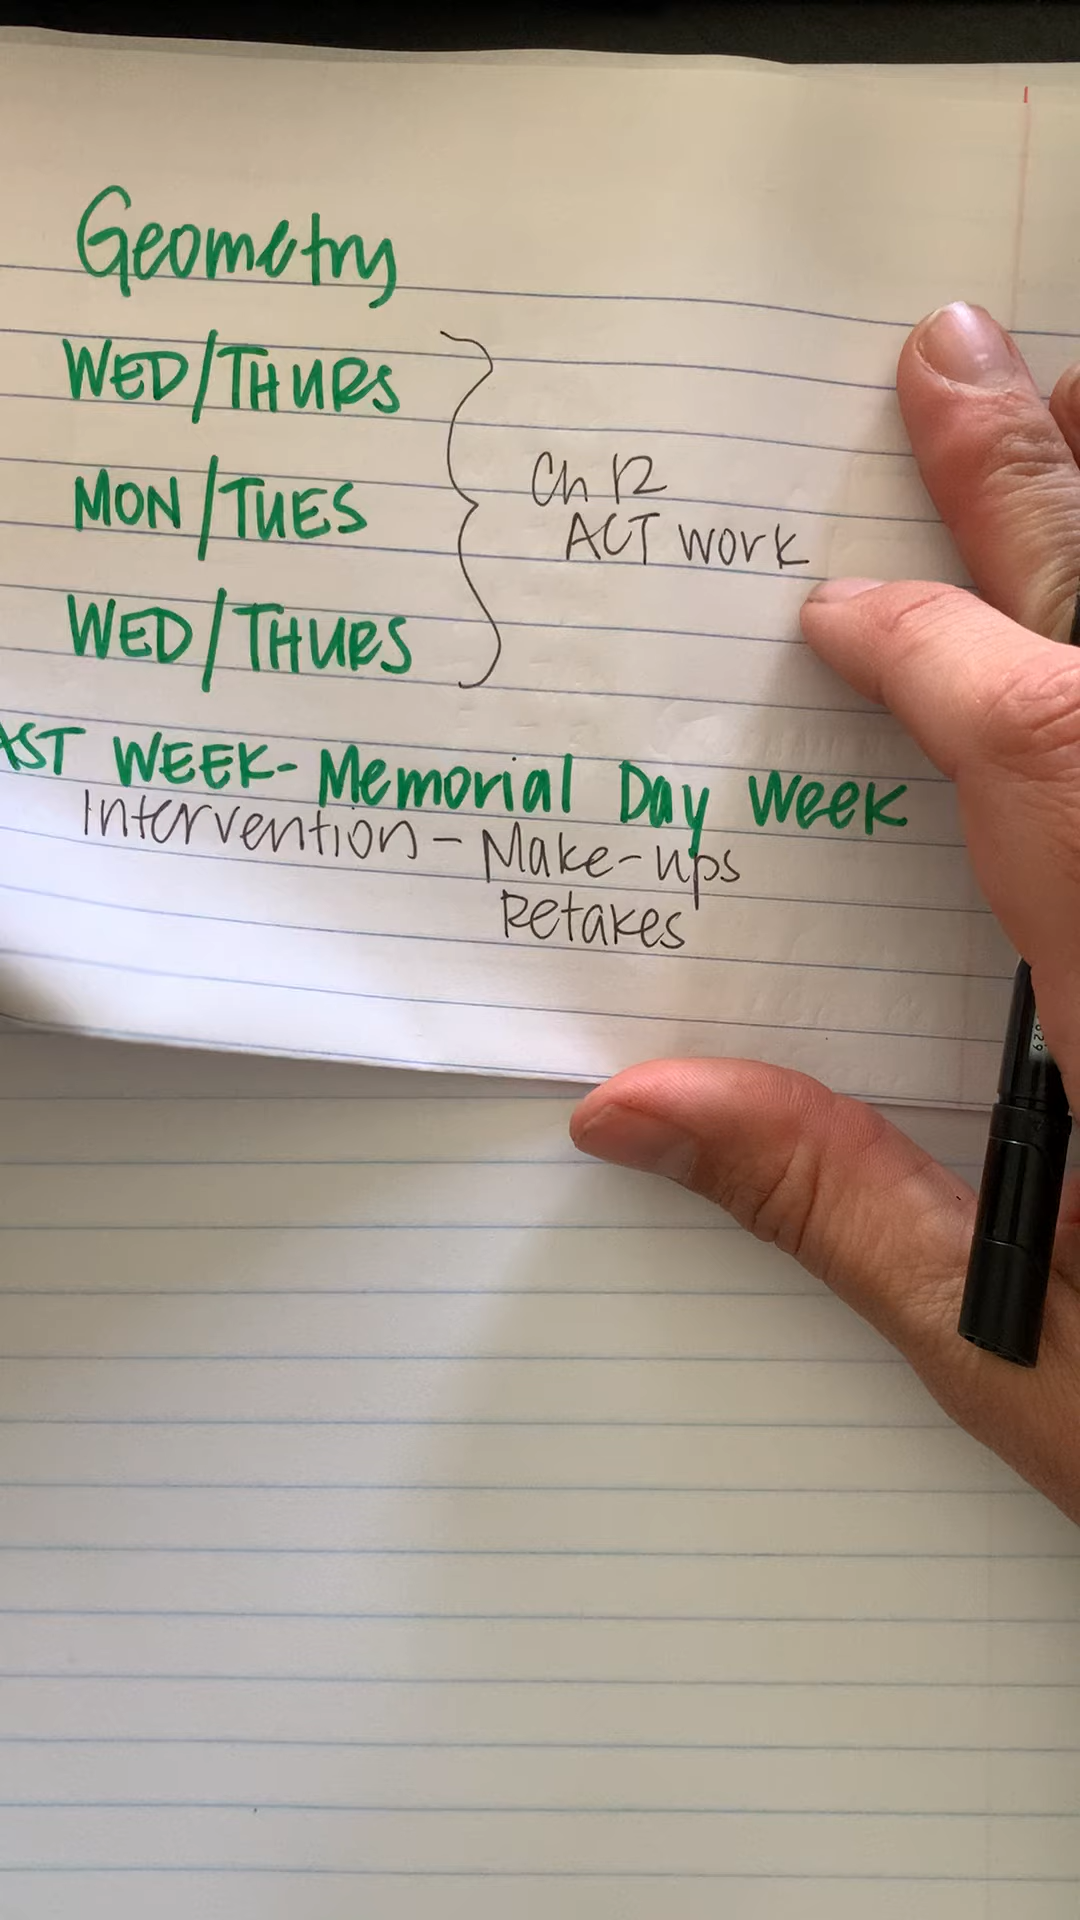 Geometry
WED/THURS
MON/TUES
Ch 12
ACT WORK
WED/THURS
AST WEEK- Memorial Day Week
Intervention - Make-ups
Retakes